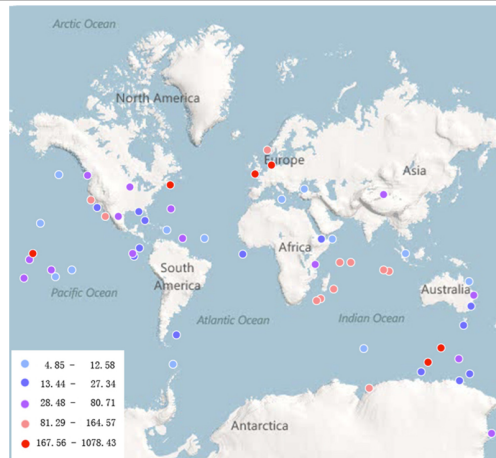 Arctic Ocean
North America
Europe
Asia
Africa
South
America
Australia
Pacific Ocean
Atlantic Ocean
Indian Ocean
Antarctica
4.85 - 12.58
13.44 - 27.34
28.48 - 80.71
81.29 - 164.57
167.56 - 1078.43